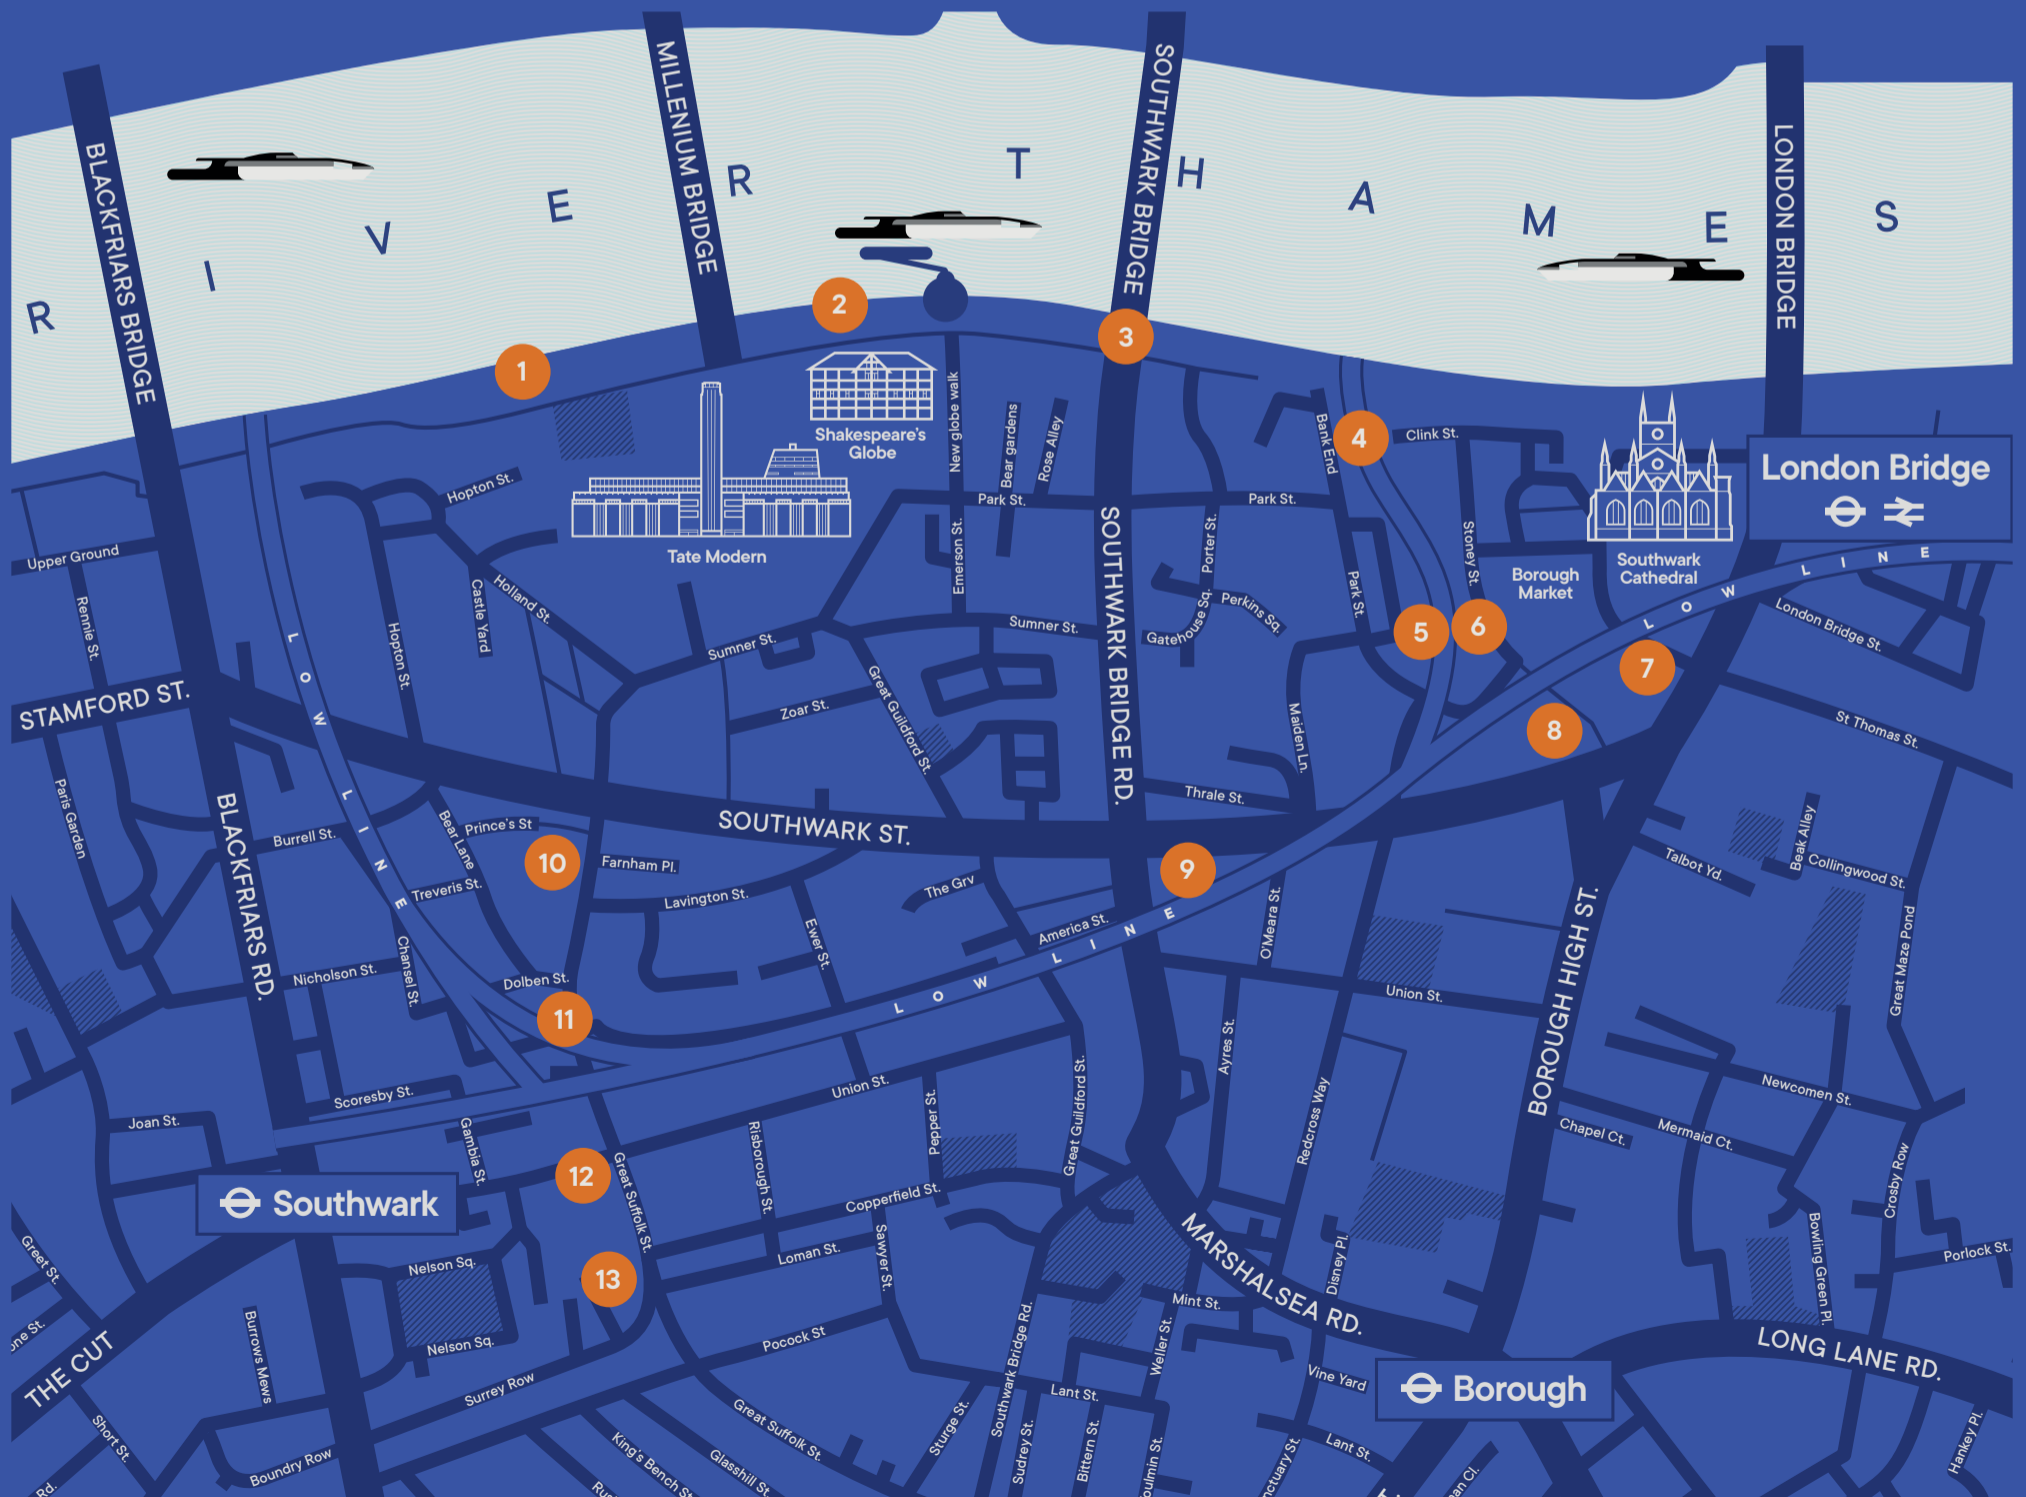 BLACKFRIARS BRIDGE
MILLENIUM BRIDGE
SOUTHWARK BRIDGE
LONDON BRIDGE
R I V E R T H A M E S
1
2
3
4
5
6
7
8
9
10
11
12
13
Shakespeare's
Globe
Tate Modern
Southwark
Cathedral
Borough
Market
London Bridge
Southwark
Borough
New globe walk
Bear gardens
Rose Alley
Bank End
Clink St.
Hopton St.
Park St.
Park St.
Park St.
Upper Ground
Rennie St.
Castle Yard
Holland St.
Hopton St.
Emerson St.
Porter St.
Stoney St.
Perkins Sq.
Gatehouse Sq.
Sumner St.
Sumner St.
LOW LINE
LOW LINE
LOW LINE
London Bridge St.
STAMFORD ST.
Zoar St.
Great Guildford St.
SOUTHWARK BRIDGE RD.
Maiden Ln.
St Thomas St.
Paris Garden
BLACKFRIARS RD.
Burrell St.
Bear Lane
Prince's St
SOUTHWARK ST.
Thrale St.
Farnham Pl.
Talbot Yd.
Beak Alley
Collingwood St.
Treveris St.
Lavington St.
The Grv
Ewer St.
America St.
O'Meara St.
BOROUGH HIGH ST.
Great Maze Pond
Chansel St.
Nicholson St.
Dolben St.
Union St.
Ayres St.
Newcomen St.
Scoresby St.
Union St.
Joan St.
Gambia St.
Great Suffolk St.
Risborough St.
Pepper St.
Great Guildford St.
Redcross Way
Chapel Ct.
Mermaid Ct.
Crosby Row
Copperfield St.
Loman St.
Sawyer St.
MARSHALSEA RD.
Disney Pl.
Bowling Green Pl.
Porlock St.
Greet St.
Nelson Sq.
Nelson Sq.
Mint St.
THE CUT
Burrows Mews
Pocock St
Southwark Bridge Rd.
Weller St.
Vine Yard
LONG LANE RD.
Surrey Row
Lant St.
Lant St.
Short St.
Boundry Row
King's Bench St.
Glasshill St.
Great Suffolk St.
Sturge St.
Sudrey St.
Bittern St.
Hankey Pl.
Rd.